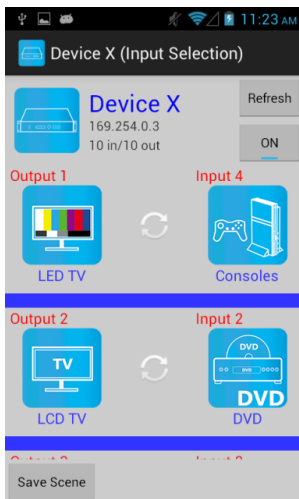 11:23 AM
Device X (Input Selection)
Device X
Refresh
169.254.0.3
10 in/10 out
ON
Output 1
Input 4
LED TV
Consoles
Output 2
Input 2
TV
DVD
DVD
DVD
LCD TV
DVD
Save Scene